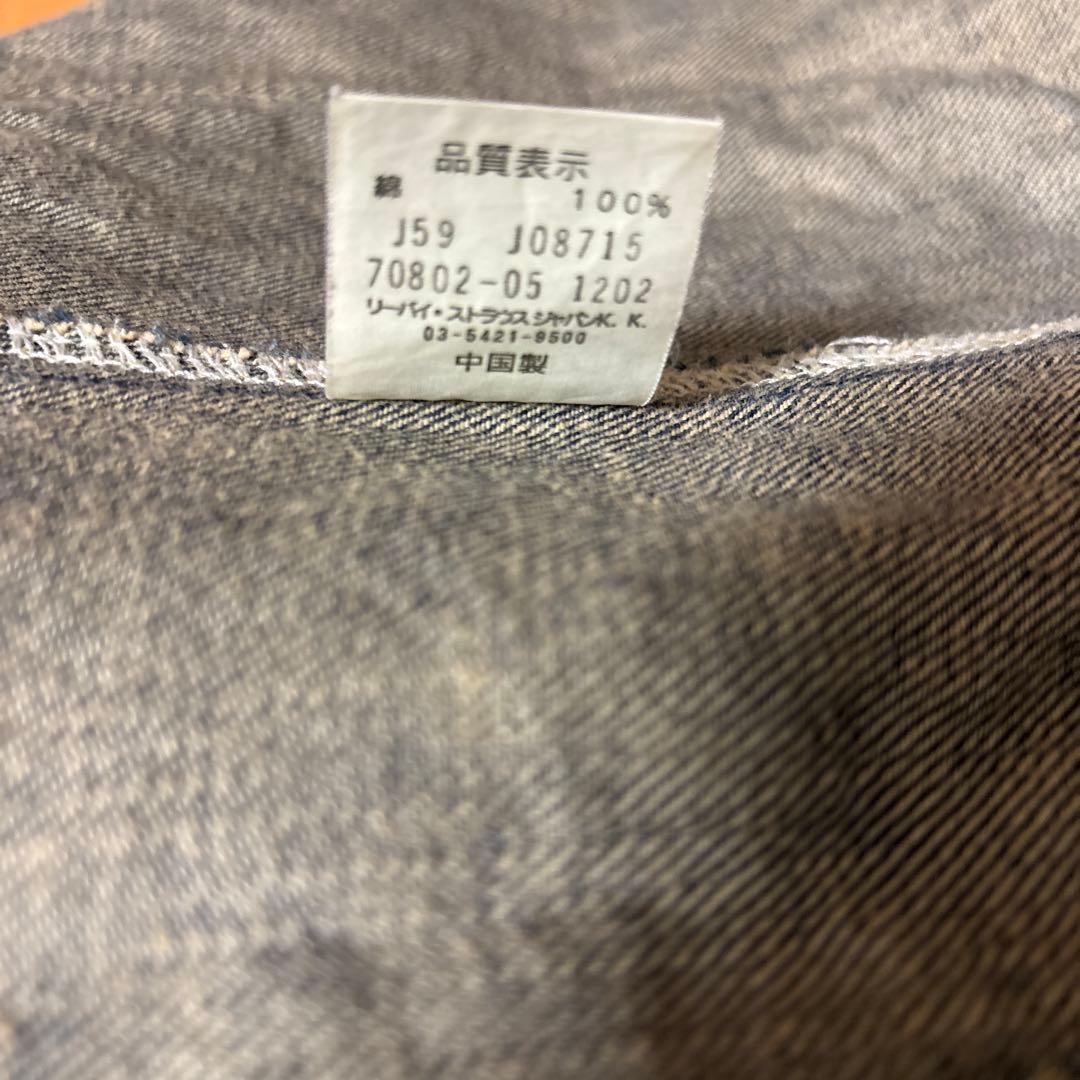 品質表示
綿 100%
J59 J08715
70802-05 1202
リーバイ・ストラウスジャパンK. K.
03-5421-9500
中国製